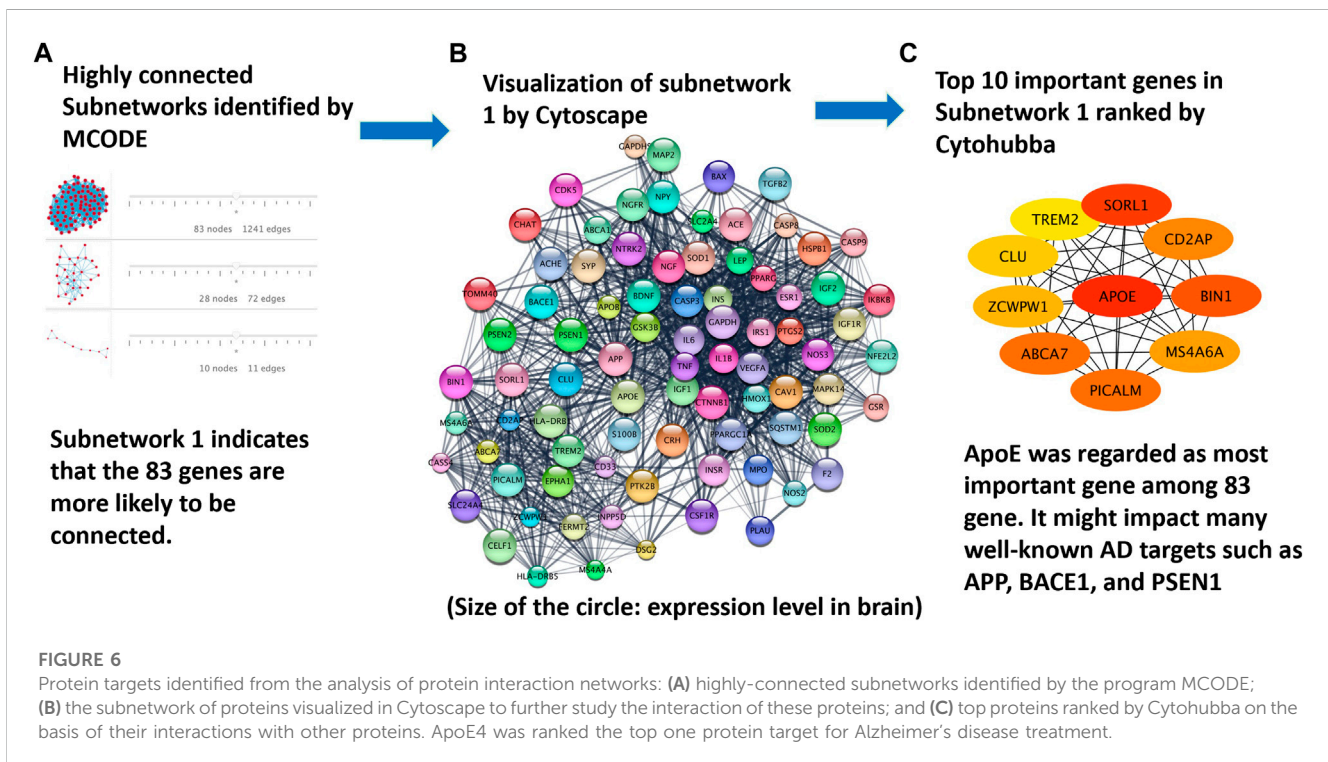 A
Highly connected
Subnetworks identified by
MCODE
83 nodes 1241 edges
28 nodes 72 edges
10 nodes 11 edges
Subnetwork 1 indicates
that the 83 genes are
more likely to be
connected.
B
Visualization of subnetwork
1 by Cytoscape
GAPDHS
MAP2
BAX
TGFB2
CDK5
NGFR
NPY
SLC2A4
ACE
CASP8
CHAT
ABCA1
NTRK2
SOD1
LEP
HSPB1
CASP9
ACHE
SYP
NGF
PPARG
TOMM40
BACE1
APOB
BDNF
CASP3
INS
ESR1
IGF2
IKBKB
PSEN2
PSEN1
GSK3B
GAPDH
IRS1
PTGS2
IGF1R
IL6
APP
TNF
IL1B
VEGFA
NOS3
NFE2L2
BIN1
SORL1
CLU
APOE
IGF1
CTNNB1
HMOX1
CAV1
MAPK14
GSR
MS4A6A
CD2AP
HLA-DRB1
S100B
CRH
PPARGC1A
SQSTM1
SOD2
CASS4
ABCA7
TREM2
CD33
PICALM
EPHA1
PTK2B
INSR
MPO
F2
SLC24A4
ZCWPW1
FERMT2
INPP5D
CSF1R
NOS2
CELF1
DSG2
PLAU
HLA-DRB5
MS4A4A
(Size of the circle: expression level in brain)
C
Top 10 important genes in
Subnetwork 1 ranked by
Cytohubba
SORL1
TREM2
CD2AP
CLU
ZCWPW1
APOE
BIN1
ABCA7
MS4A6A
PICALM
ApoE was regarded as most
important gene among 83
gene. It might impact many
well-known AD targets such as
APP, BACE1, and PSEN1
FIGURE 6
Protein targets identified from the analysis of protein interaction networks: (A) highly-connected subnetworks identified by the program MCODE;
(B) the subnetwork of proteins visualized in Cytoscape to further study the interaction of these proteins; and (C) top proteins ranked by Cytohubba on the
basis of their interactions with other proteins. ApoE4 was ranked the top one protein target for Alzheimer's disease treatment.